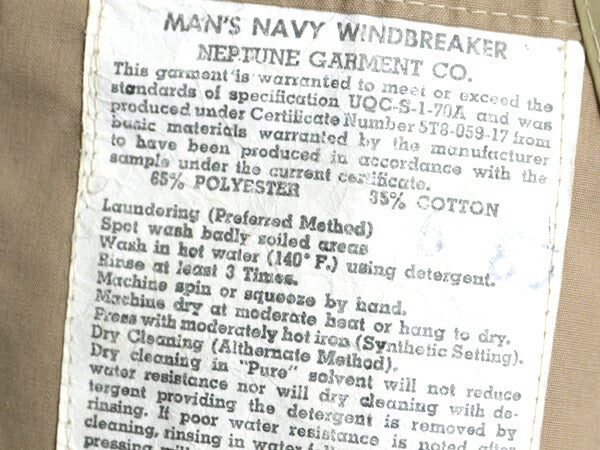 MAN'S NAVY WINDBREAKER
NEPTUNE GARMENT CO.
This garment is warranted to meet or exceed the
standards of specification UQC-S-1-70A and was
produced under Certificate Number 5T8-059-17 from
basic materials warranted by the manufacturer
to have been produced in accordance with the
sample under the current certificate.
65% POLYESTER 35% COTTON
Laundering (Preferred Method)
Spot wash badly soiled areas
Wash in hot water (140° F.) using detergent.
Rinse at least 3 Times.
Machine spin or squeeze by hand.
Machine dry at moderate heat or hang to dry.
Press with moderately hot iron (Synthetic Setting).
Dry Cleaning (Althernate Method).
Dry cleaning in "Pure" solvent will not reduce
water resistance nor will dry cleaning with de-
tergent providing the detergent is removed by
rinsing. If poor water resistance is noted after
cleaning, rinsing in water
pressing